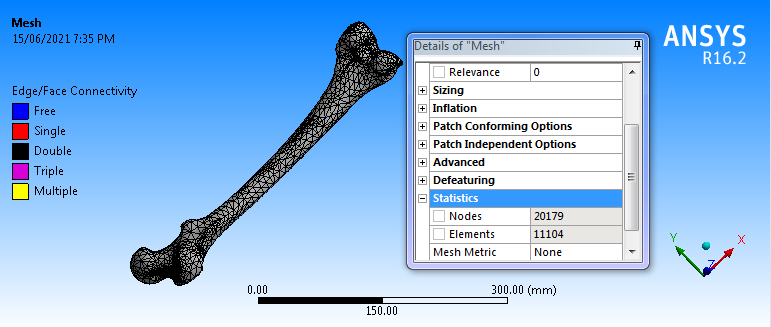 Mesh
15/06/2021 7:35 PM
Edge/Face Connectivity
Free
Single
Double
Triple
Multiple
Details of "Mesh"
Relevance 0
Sizing
Inflation
Patch Conforming Options
Patch Independent Options
Advanced
Defeaturing
Statistics
Nodes 20179
Elements 11104
Mesh Metric None
ANSYS
R16.2
Y X
Z
0.00 300.00 (mm)
150.00